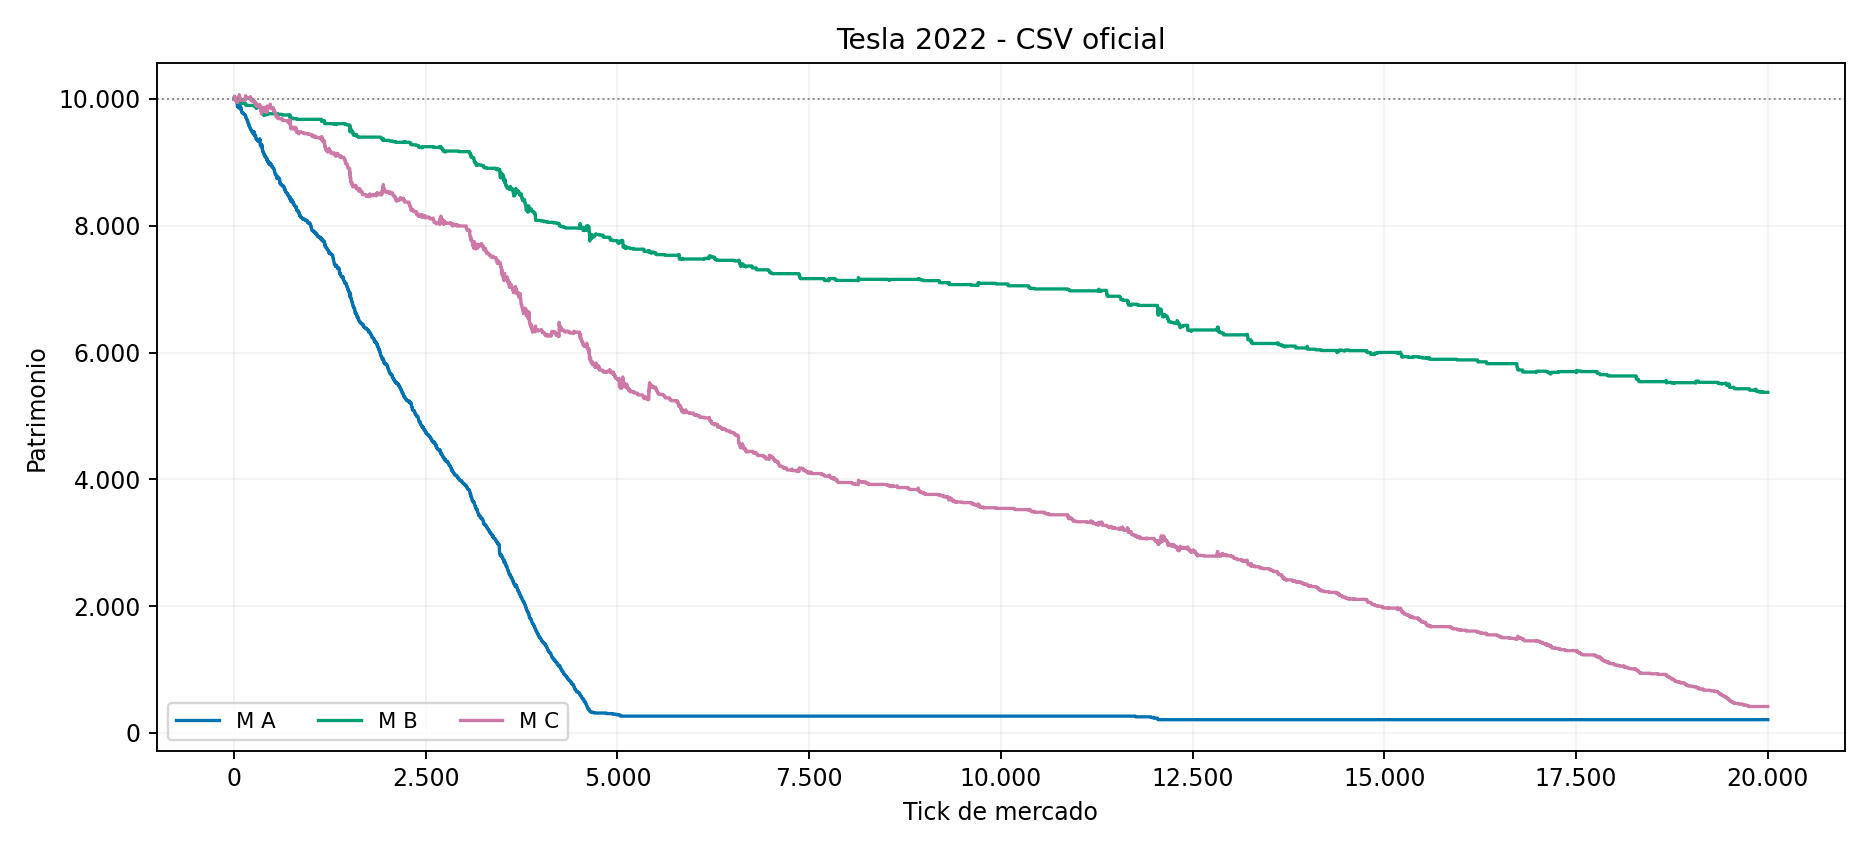 Tesla 2022 - CSV oficial
Patrimonio
10.000
8.000
6.000
4.000
2.000
0
M A M B M C
0 2.500 5.000 7.500 10.000 12.500 15.000 17.500 20.000
Tick de mercado